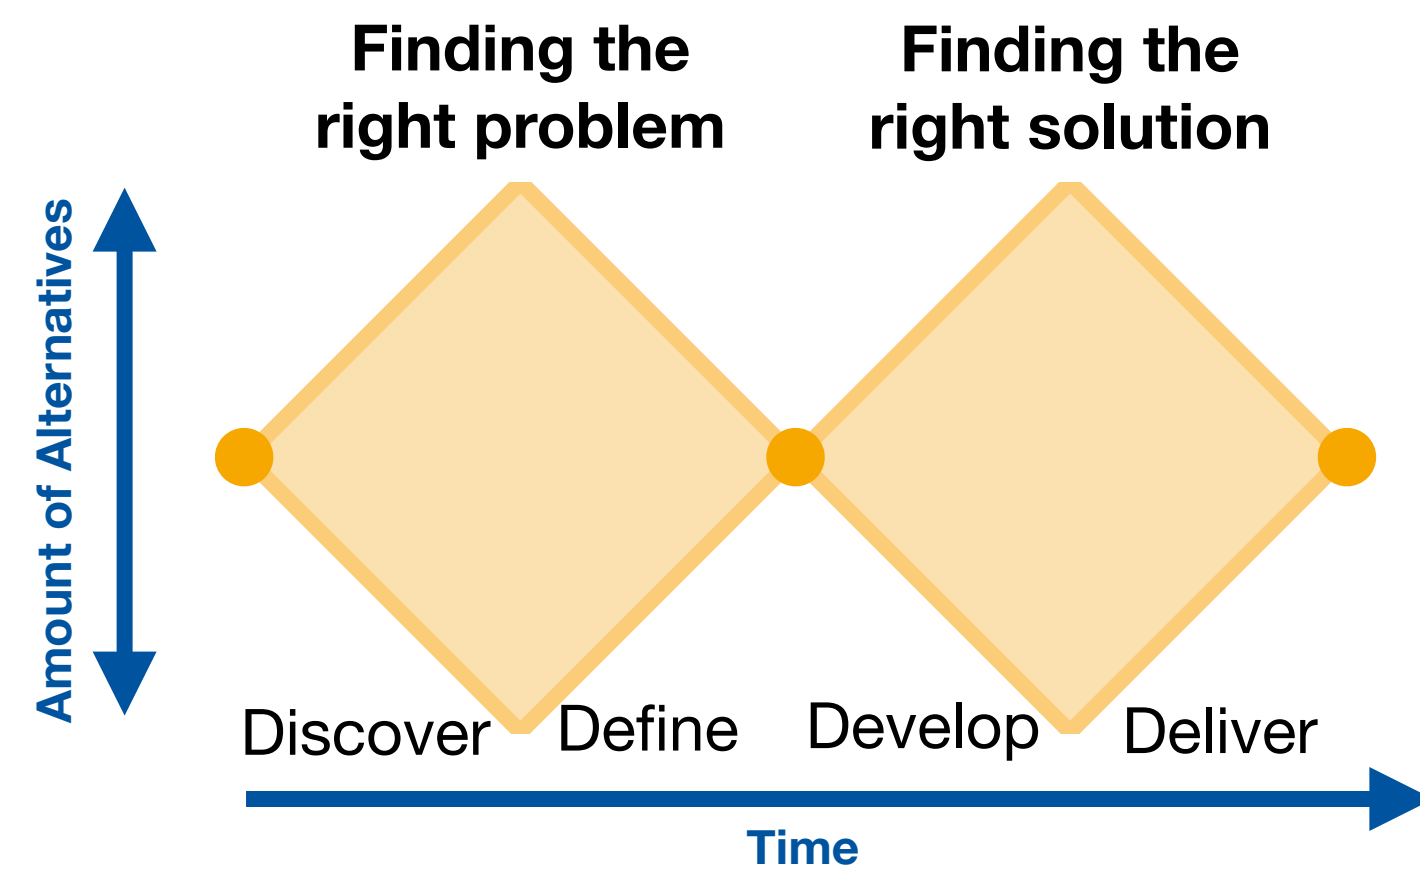 Finding the
right problem
Finding the
right solution
Amount of Alternatives
Discover
Define
Develop
Deliver
Time